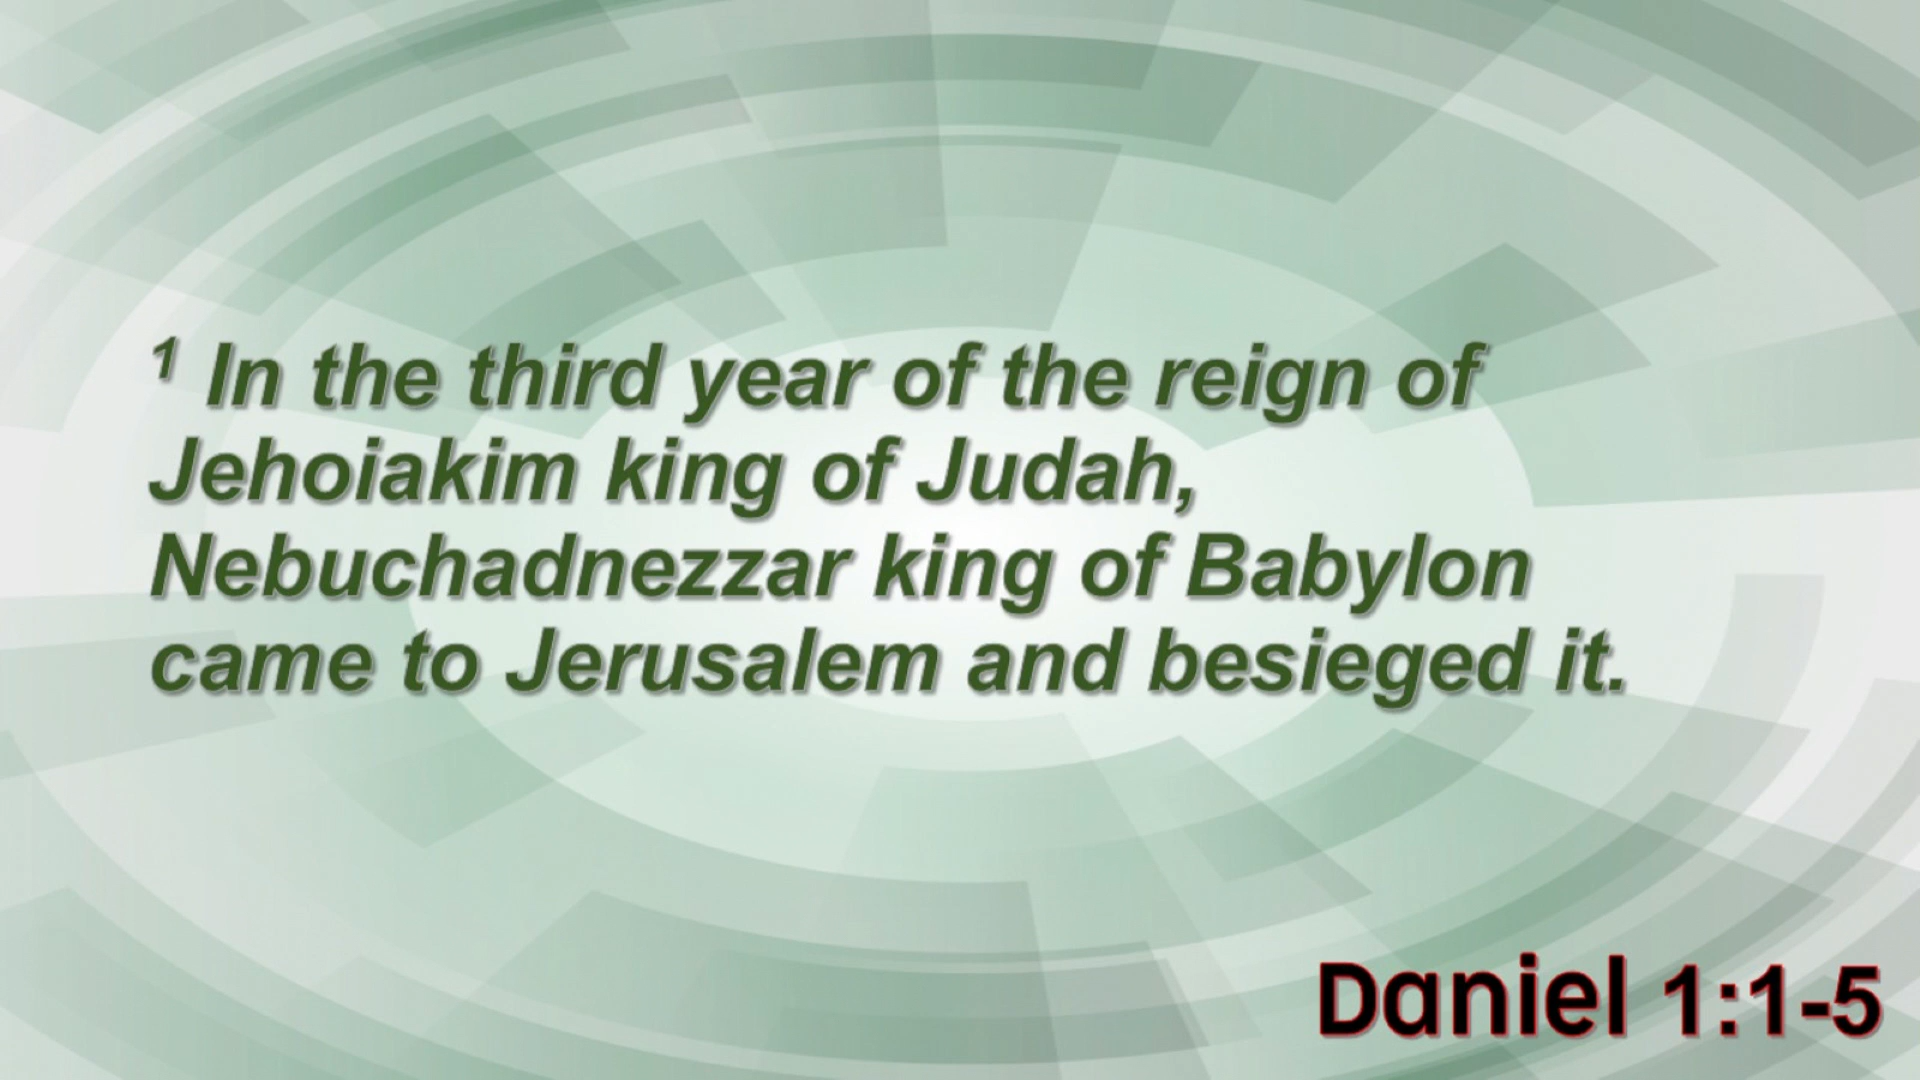 1 In the third year of the reign of
Jehoiakim king of Judah,
Nebuchadnezzar king of Babylon
came to Jerusalem and besieged it.
Daniel 1:1-5